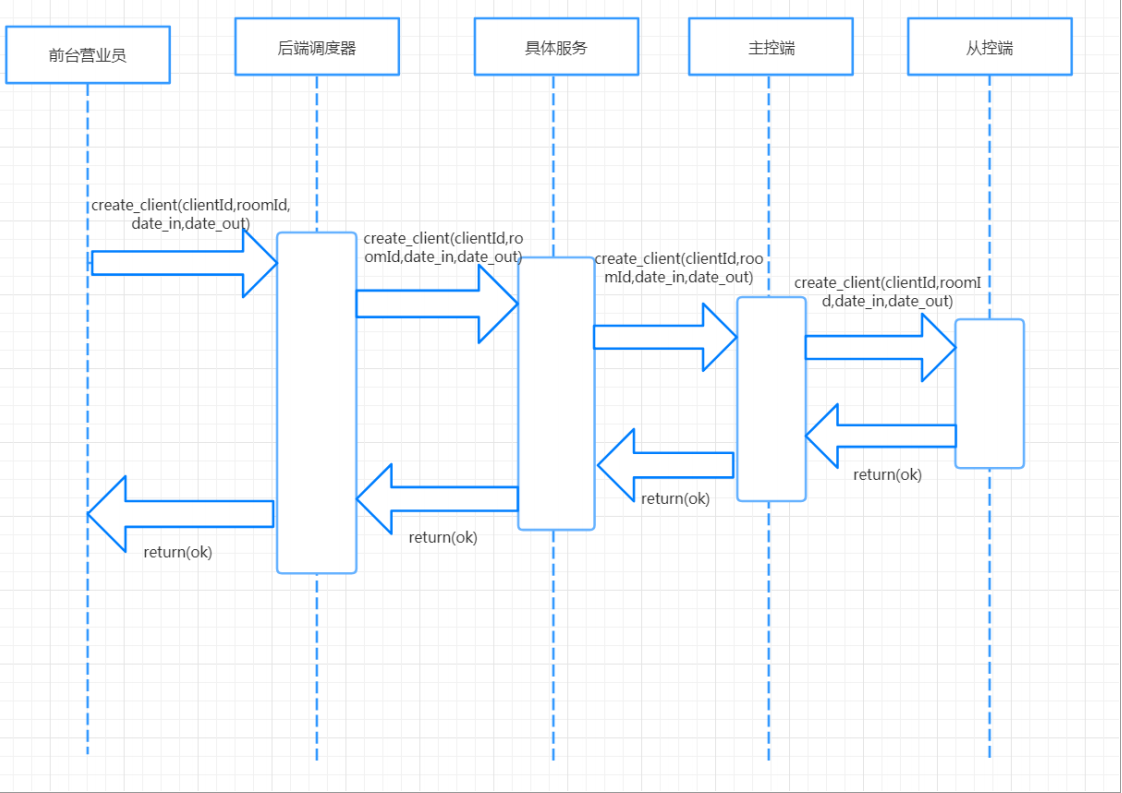 前台营业员
后端调度器
具体服务
主控端
从控端
create_client(clientId,roomId,
date_in,date_out)
create_client(clientId,ro
omId,date_in,date_out)
create_client(clientId,roo
mId,date_in,date_out)
create_client(clientId,roomI
d,date_in,date_out)
return(ok)
return(ok)
return(ok)
return(ok)